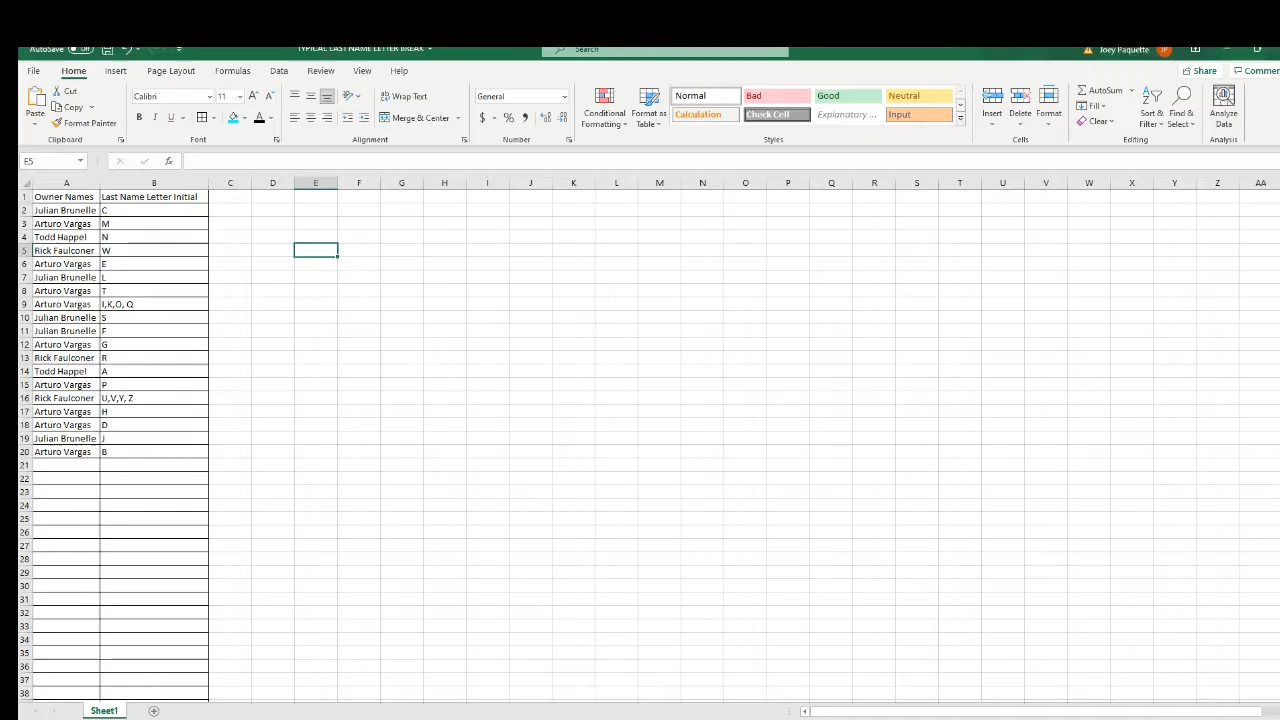 AutoSave Off TYPICAL LAST NAME LETTER BREAK Search Joey Paquette JP
File Home Insert Page Layout Formulas Data Review View Help Share Commer
Paste Cut Copy Format Painter Clipboard
Calibri 11 A A B I U A Font
Wrap Text Merge & Center Alignment
General $ % , Number
Conditional Formatting Format as Table Normal Bad Good Neutral Calculation Check Cell Explanatory ... Input Styles
Insert Delete Format Cells
AutoSum Fill Clear Sort & Filter Find & Select Editing
Analyze Data Analysis
E5 fx
A B C D E F G H I J K L M N O P Q R S T U V W X Y Z AA
1 Owner Names Last Name Letter Initial
2 Julian Brunelle C
3 Arturo Vargas M
4 Todd Happel N
5 Rick Faulconer W
6 Arturo Vargas E
7 Julian Brunelle L
8 Arturo Vargas T
9 Arturo Vargas I,K,O, Q
10 Julian Brunelle S
11 Julian Brunelle F
12 Arturo Vargas G
13 Rick Faulconer R
14 Todd Happel A
15 Arturo Vargas P
16 Rick Faulconer U,V,Y, Z
17 Arturo Vargas H
18 Arturo Vargas D
19 Julian Brunelle J
20 Arturo Vargas B
21
22
23
24
25
26
27
28
29
30
31
32
33
34
35
36
37
38
Sheet1